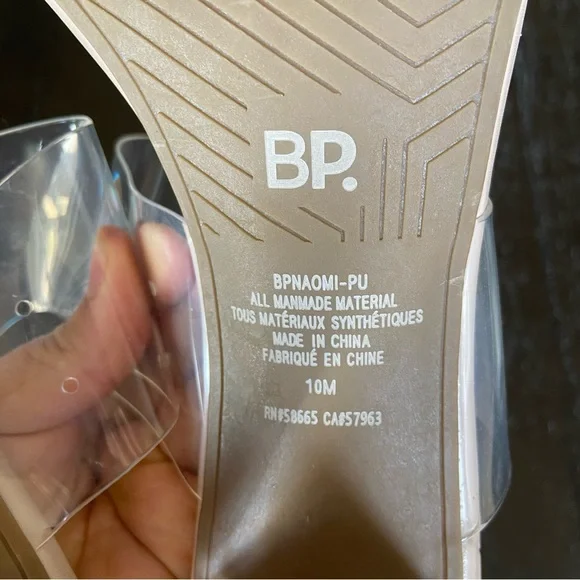 BP.
BPNAOMI-PU
ALL MANMADE MATERIAL
TOUS MATÉRIAUX SYNTHÉTIQUES
MADE IN CHINA
FABRIQUÉ EN CHINE
10M
RN#58665 CA#57963